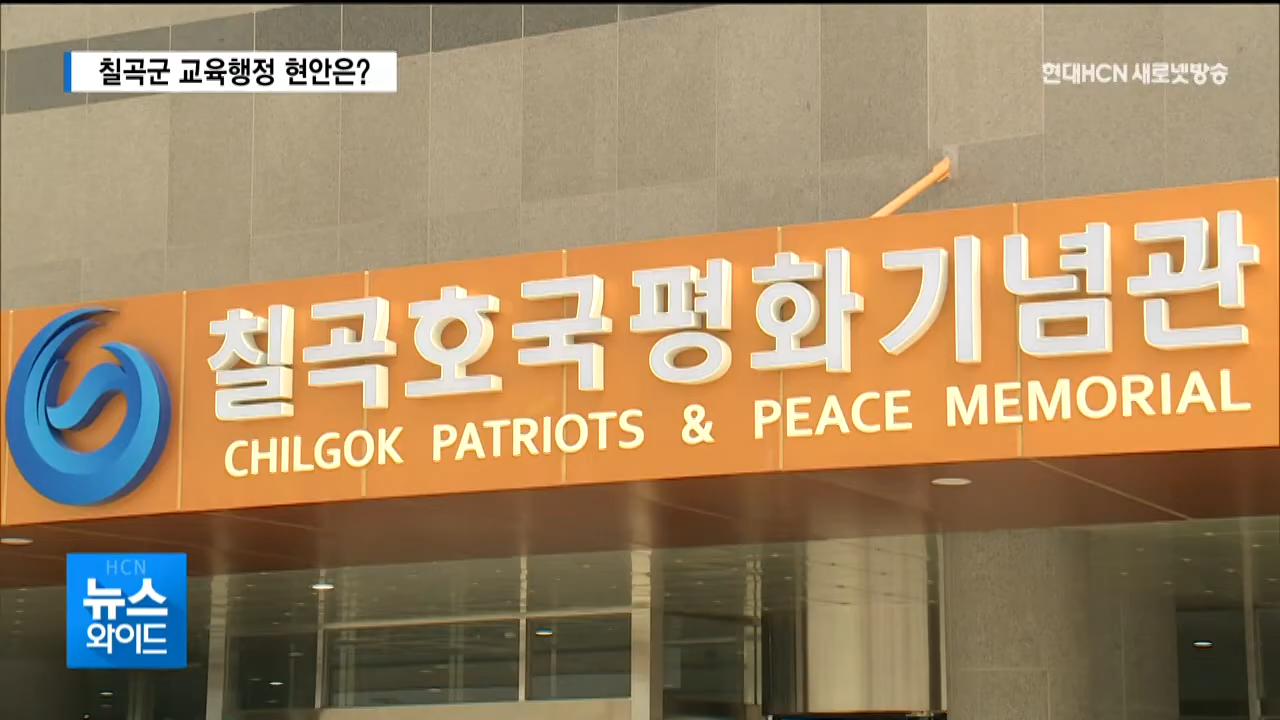 칠곡군 교육행정 현안은?
현대HCN 새로넷방송
칠곡호국평화기념관
CHILGOK PATRIOTS & PEACE MEMORIAL
HCN
뉴스
와이드